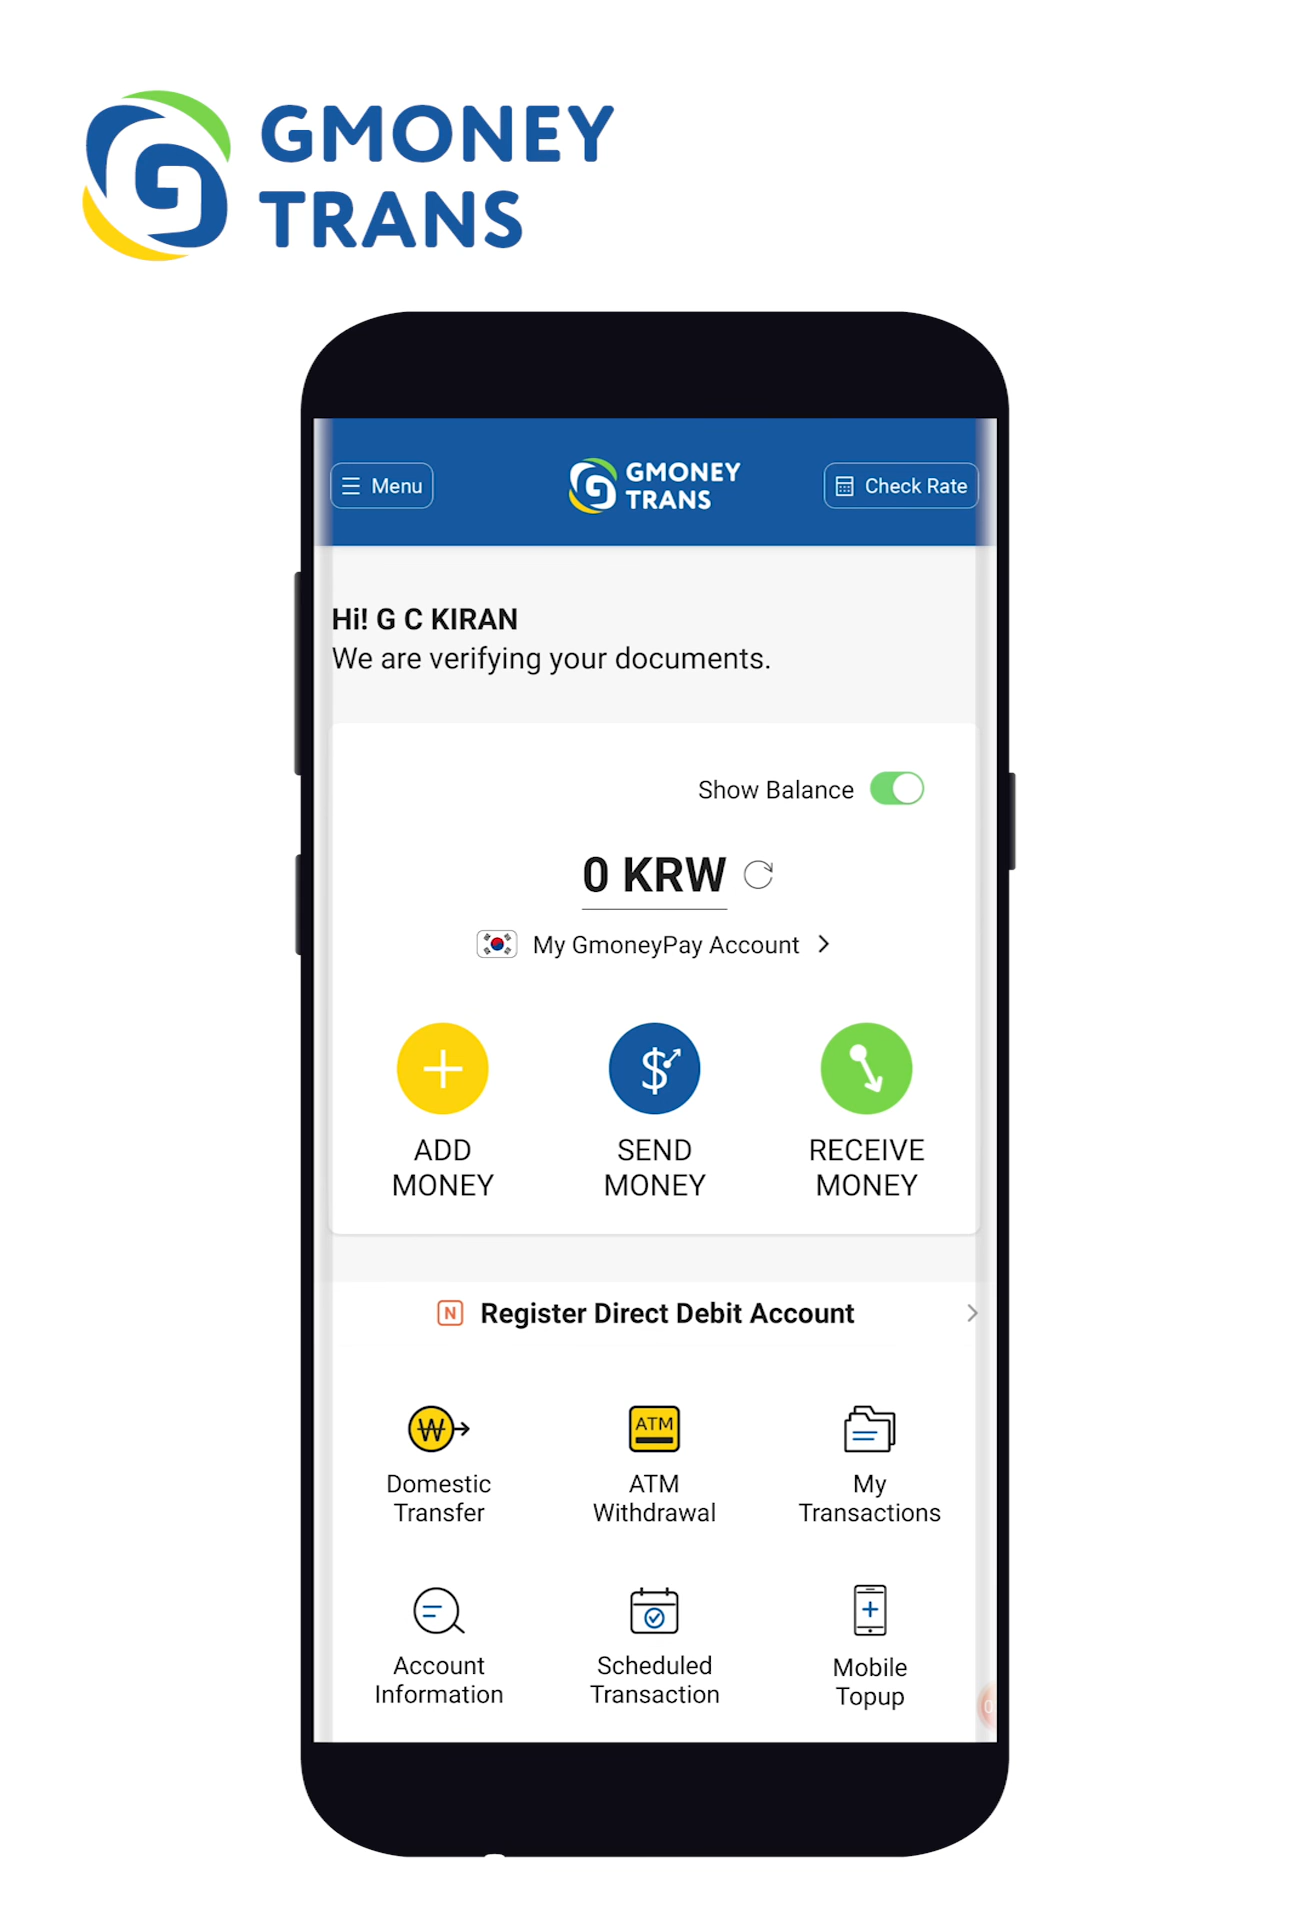 GMONEY
TRANS
Menu
GMONEY
TRANS
Check Rate
Hi! G C KIRAN
We are verifying your documents.
Show Balance
0 KRW
My GmoneyPay Account
ADD
MONEY
SEND
MONEY
RECEIVE
MONEY
N Register Direct Debit Account
Domestic
Transfer
ATM
ATM
Withdrawal
My
Transactions
Account
Information
Scheduled
Transaction
Mobile
Topup